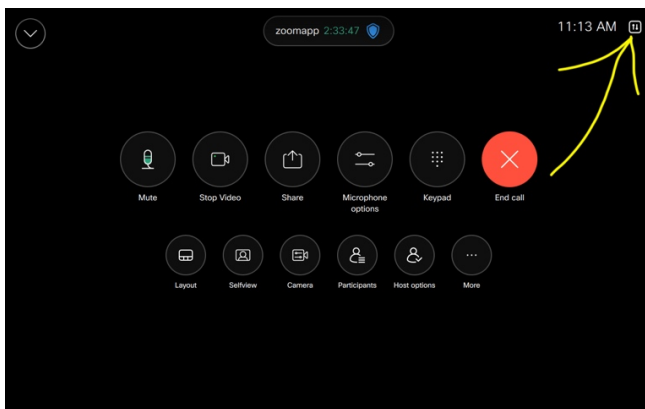 zoomapp 2:33:47
11:13 AM
Mute
Stop Video
Share
Microphone
options
Keypad
End call
Layout
Selfview
Camera
Participants
Host options
More